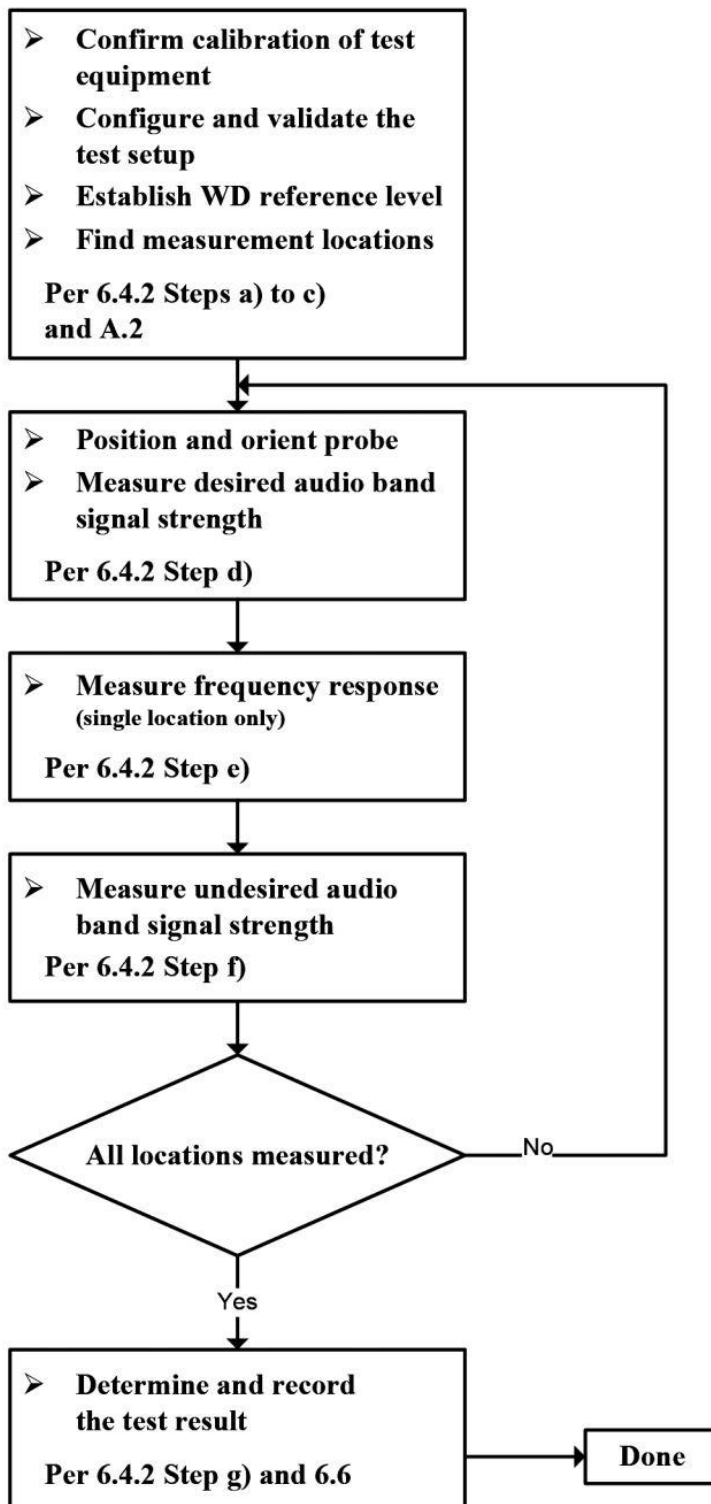 ➢ Confirm calibration of test
equipment
➢ Configure and validate the
test setup
➢ Establish WD reference level
➢ Find measurement locations
Per 6.4.2 Steps a) to c)
and A.2
➢ Position and orient probe
➢ Measure desired audio band
signal strength
Per 6.4.2 Step d)
➢ Measure frequency response
(single location only)
Per 6.4.2 Step e)
➢ Measure undesired audio
band signal strength
Per 6.4.2 Step f)
All locations measured?
No
Yes
➢ Determine and record
the test result
Per 6.4.2 Step g) and 6.6
Done